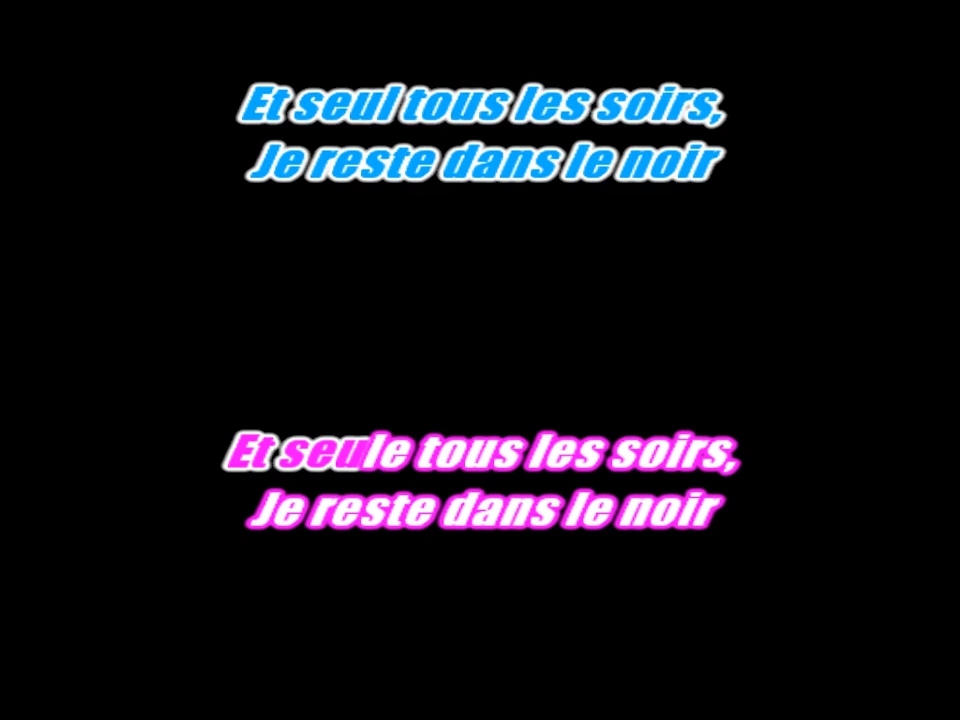 Et seul tous les soirs,
Je reste dans le noir
Et seule tous les soirs,
Je reste dans le noir